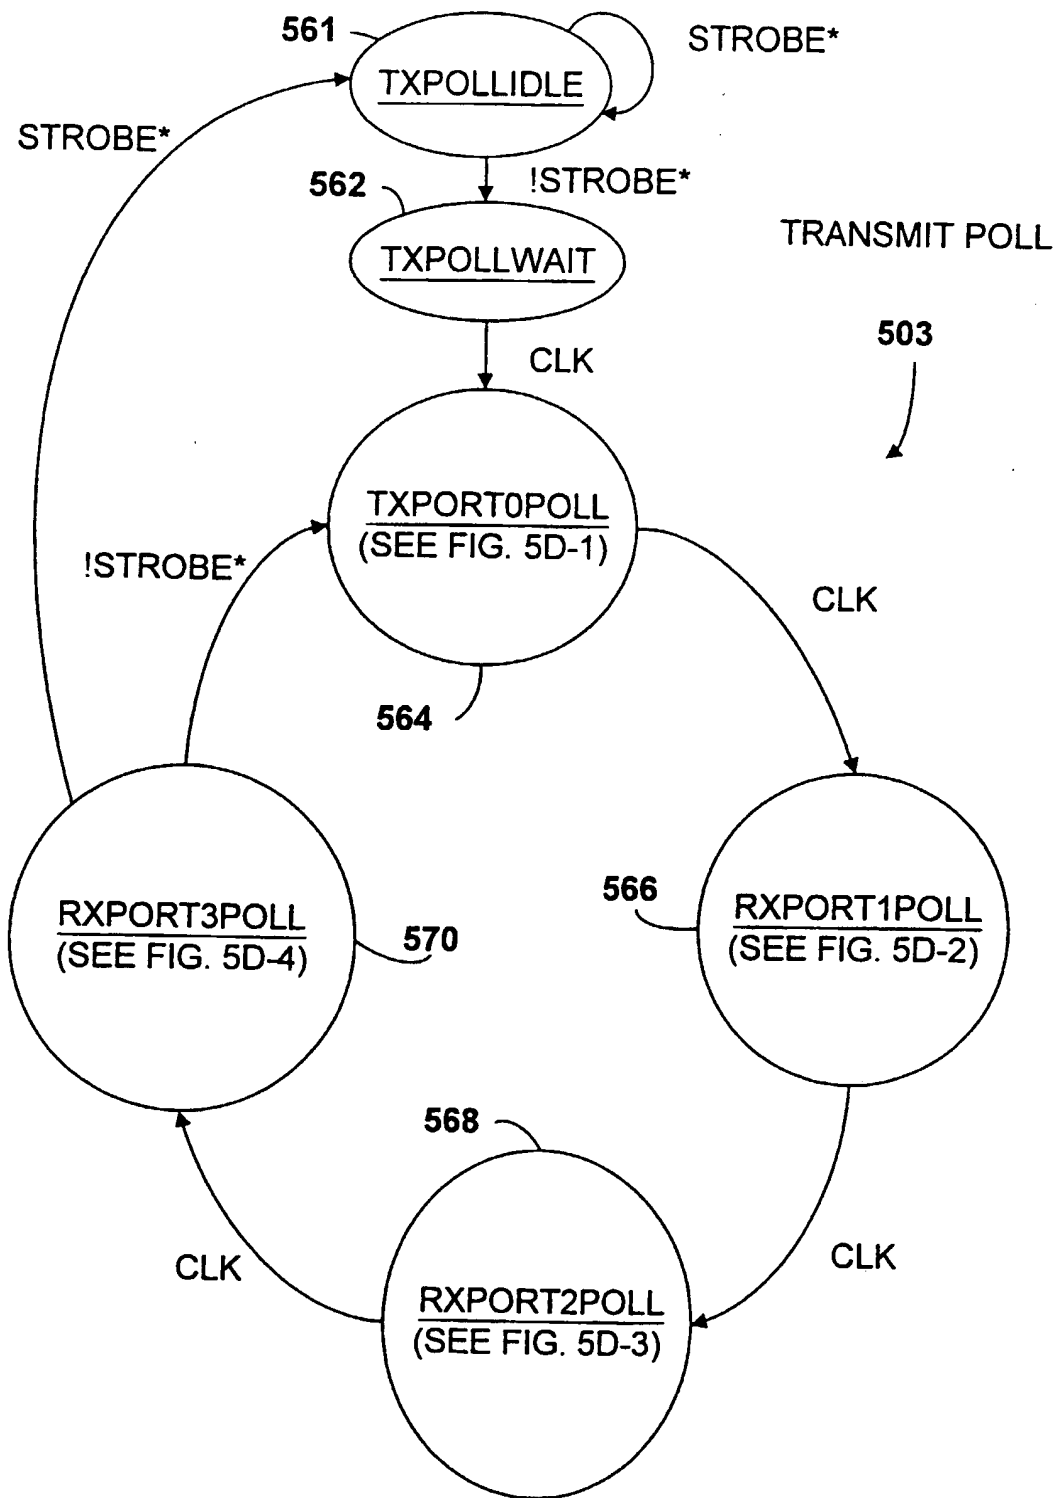 561
STROBE*
TXPOLLIDLE
STROBE*
562
!STROBE*
TXPOLLWAIT
TRANSMIT POLL
503
CLK
TXPORT0POLL
(SEE FIG. 5D-1)
!STROBE*
CLK
564
RXPORT3POLL
(SEE FIG. 5D-4)
570
566
RXPORT1POLL
(SEE FIG. 5D-2)
568
CLK
CLK
RXPORT2POLL
(SEE FIG. 5D-3)